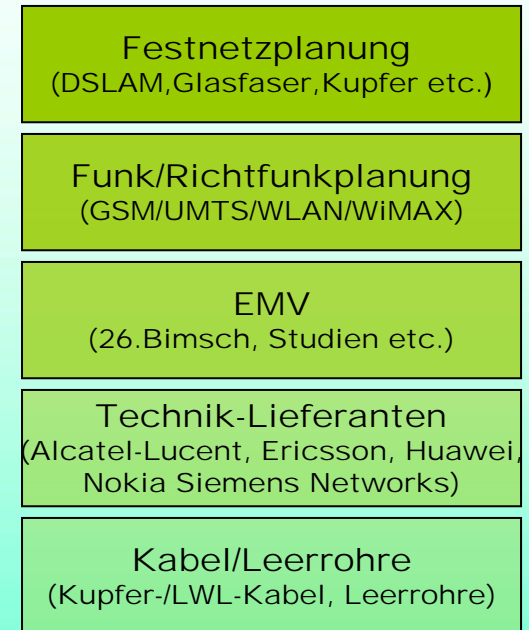 Festnetzplanung
(DSLAM,Glasfaser,Kupfer etc.)
Funk/Richtfunkplanung
(GSM/UMTS/WLAN/WiMAX)
EMV
(26.Bimsch, Studien etc.)
Technik-Lieferanten
(Alcatel-Lucent, Ericsson, Huawei,
Nokia Siemens Networks)
Kabel/Leerrohre
(Kupfer-/LWL-Kabel, Leerrohre)